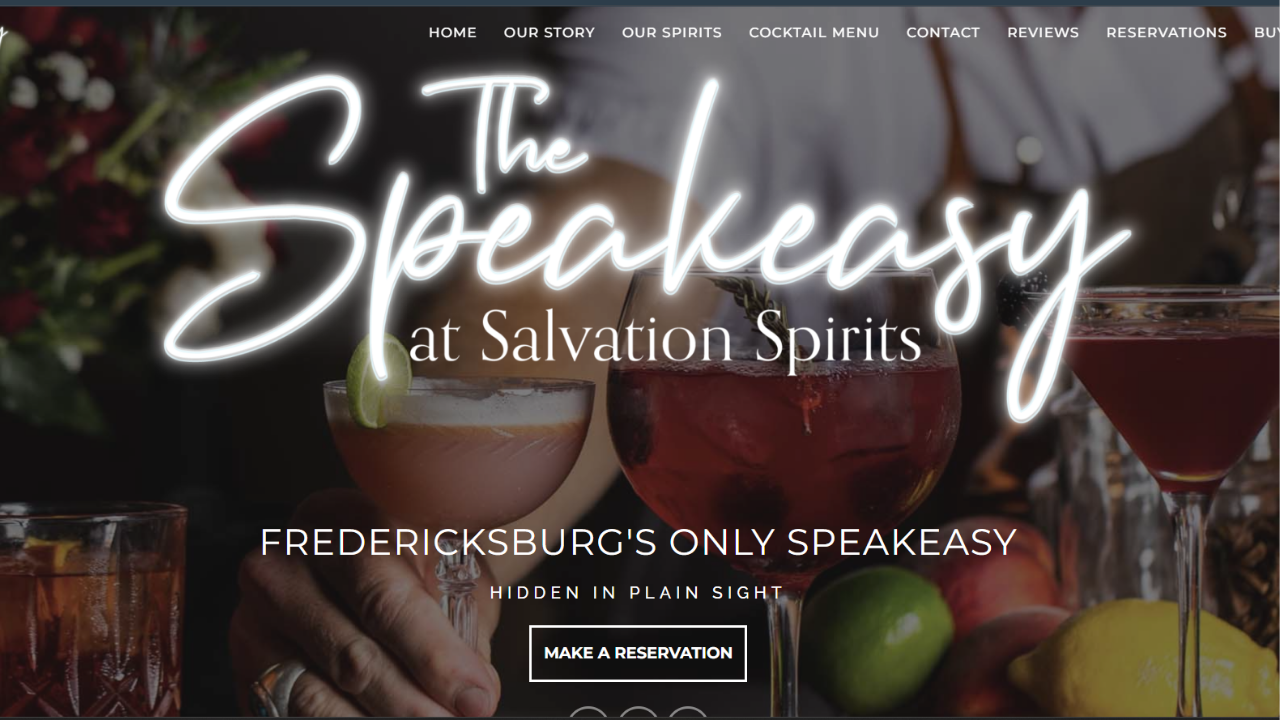 HOME OUR STORY OUR SPIRITS COCKTAIL MENU CONTACT REVIEWS RESERVATIONS
The
Speakeasy
at Salvation Spirits
FREDERICKSBURG'S ONLY SPEAKEASY
HIDDEN IN PLAIN SIGHT
MAKE A RESERVATION